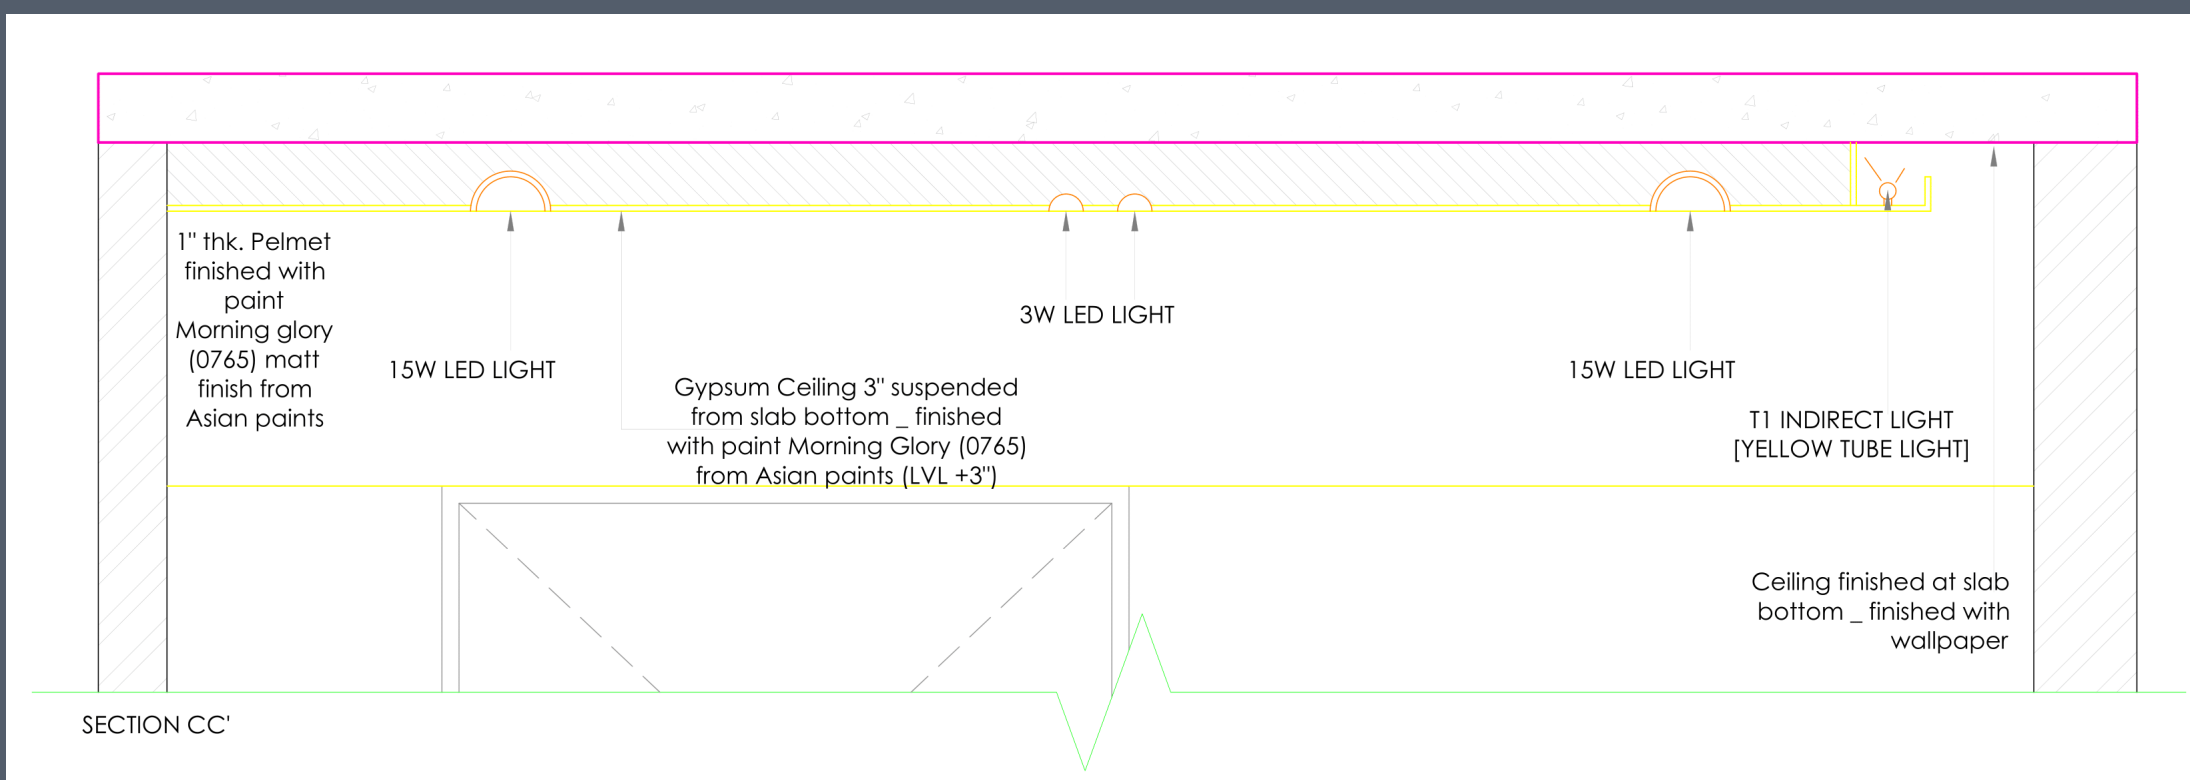 1" thk. Pelmet
finished with
paint
Morning glory
(0765) matt
finish from
Asian paints
15W LED LIGHT
Gypsum Ceiling 3" suspended
from slab bottom _ finished
with paint Morning Glory (0765)
from Asian paints (LVL +3")
3W LED LIGHT
15W LED LIGHT
T1 INDIRECT LIGHT
[YELLOW TUBE LIGHT]
Ceiling finished at slab
bottom _ finished with
wallpaper
SECTION CC'